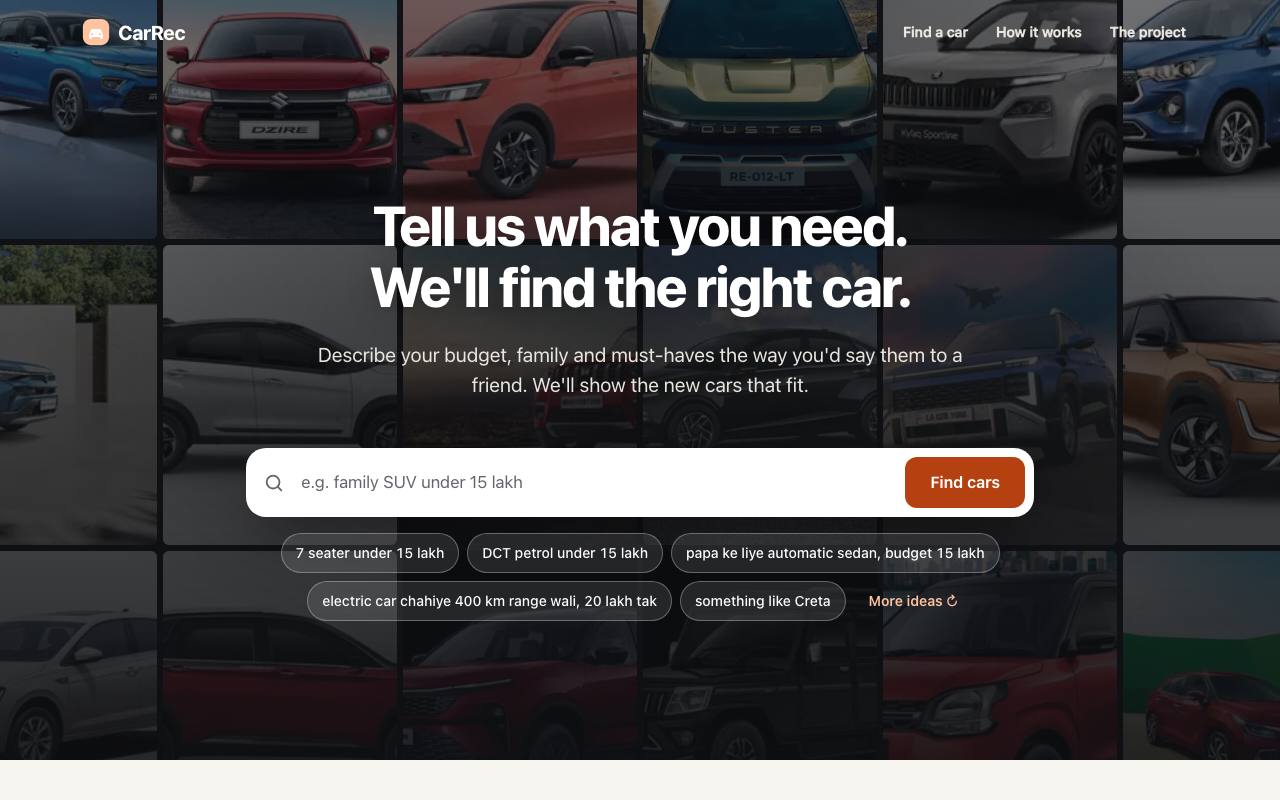 CarRec
Find a car
How it works
The project
DZIRE
DUSTER
RE-012-LT
Kylaq Sportline
Tell us what you need.
We'll find the right car.
Describe your budget, family and must-haves the way you'd say them to a
friend. We'll show the new cars that fit.
e.g. family SUV under 15 lakh
Find cars
7 seater under 15 lakh
DCT petrol under 15 lakh
papa ke liye automatic sedan, budget 15 lakh
electric car chahiye 400 km range wali, 20 lakh tak
something like Creta
More ideas ↻